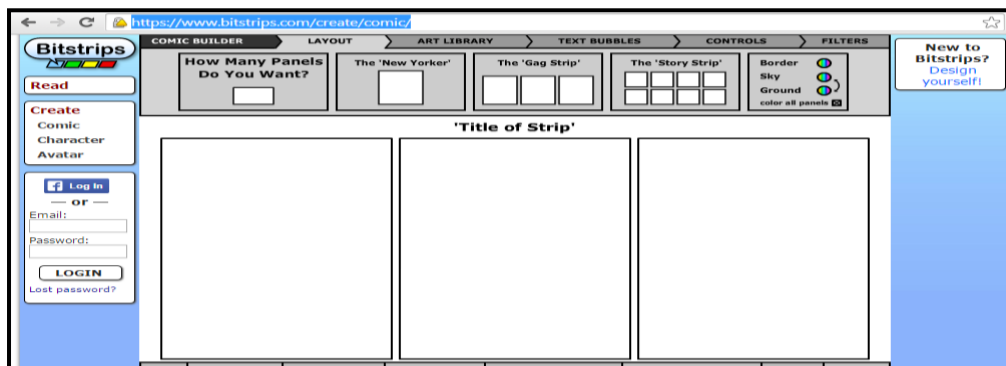 https://www.bitstrips.com/create/comic/
Bitstrips
COMIC BUILDER
LAYOUT
ART LIBRARY
TEXT BUBBLES
CONTROLS
FILTERS
How Many Panels
Do You Want?
The 'New Yorker'
The 'Gag Strip'
The 'Story Strip'
Border
Sky
Ground
color all panels
New to
Bitstrips?
Design
yourself!
Read
Create
Comic
Character
Avatar
Log In
— or —
Email:
Password:
LOGIN
Lost password?
'Title of Strip'